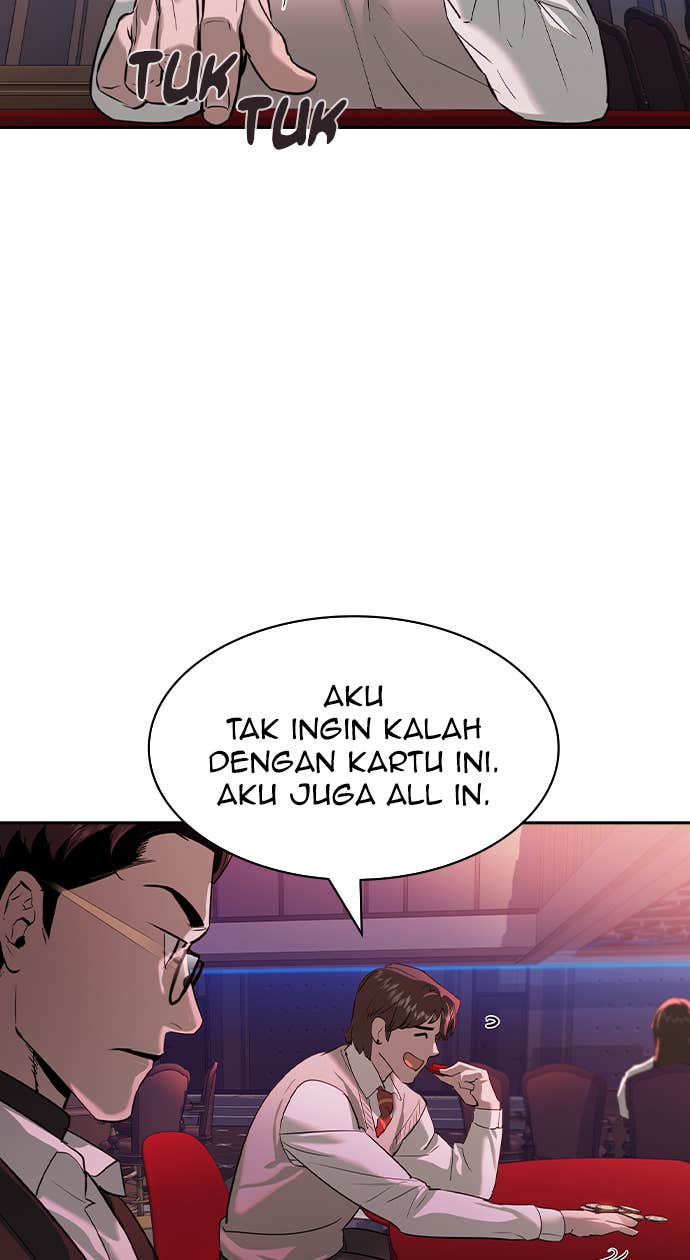 TUK
TUK
AKU
TAK INGIN KALAH
DENGAN KARTU INI.
AKU JUGA ALL IN.